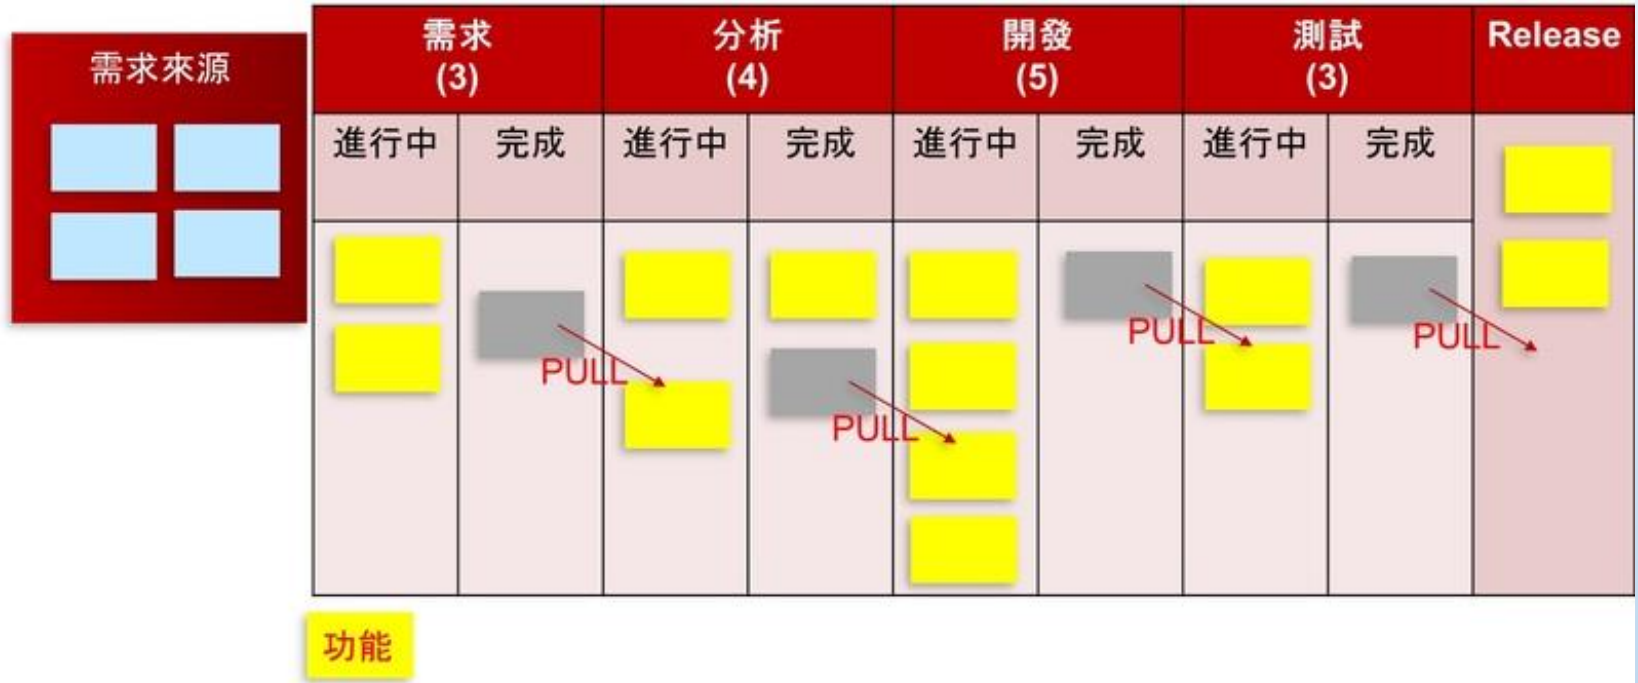 需求來源
需求
(3)
分析
(4)
開發
(5)
測試
(3)
Release
進行中
完成
進行中
完成
進行中
完成
進行中
完成
PULL
PULL
PULL
PULL
功能